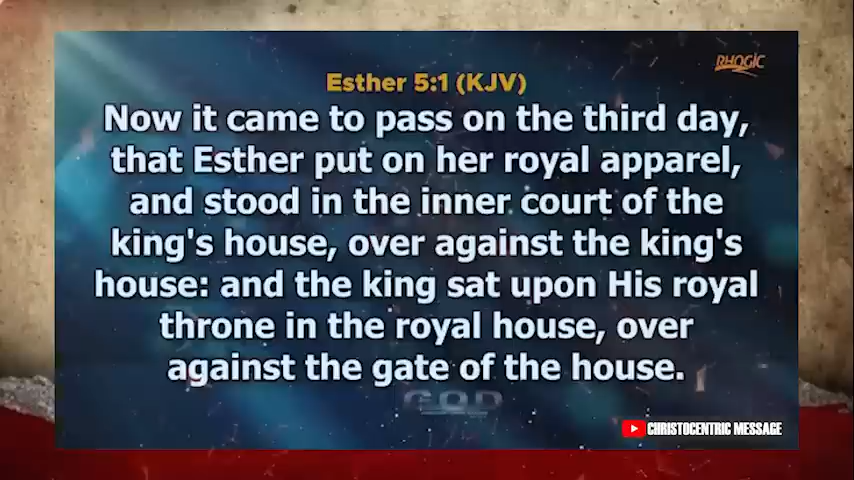 RHOGIC
Esther 5:1 (KJV)
Now it came to pass on the third day,
that Esther put on her royal apparel,
and stood in the inner court of the
king's house, over against the king's
house: and the king sat upon His royal
throne in the royal house, over
against the gate of the house.
GOD
CHRISTOCENTRIC MESSAGE